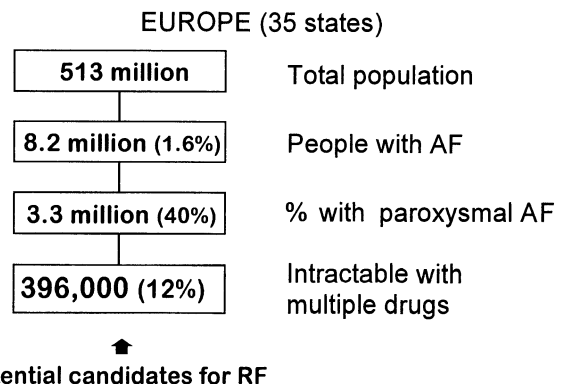 EUROPE (35 states)
513 million Total population
8.2 million (1.6%) People with AF
3.3 million (40%) % with paroxysmal AF
396,000 (12%) Intractable with
multiple drugs
candidates for RF